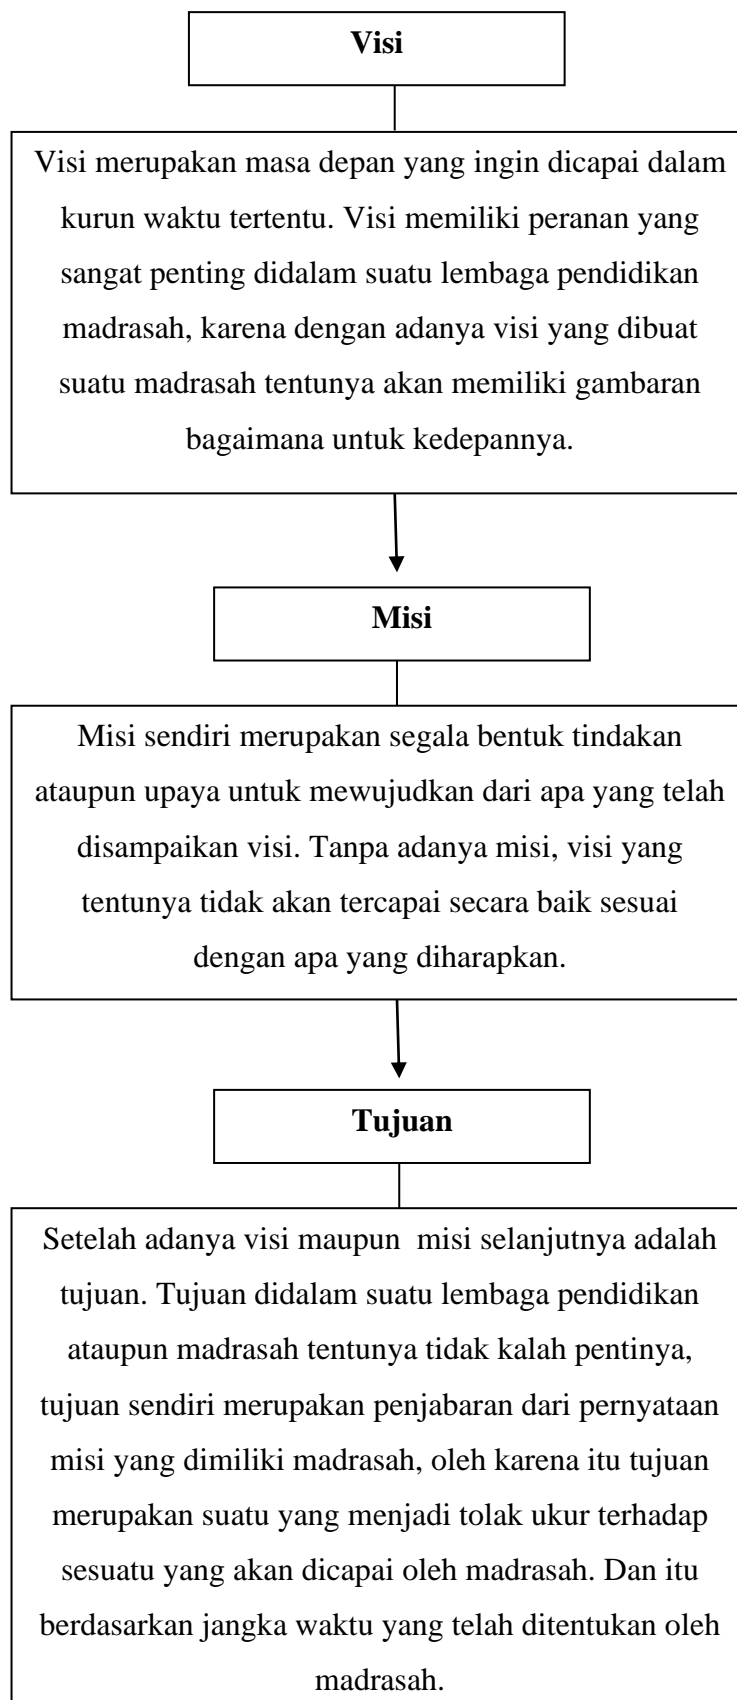 Visi
Visi merupakan masa depan yang ingin dicapai dalam
kurun waktu tertentu. Visi memiliki peranan yang
sangat penting didalam suatu lembaga pendidikan
madrasah, karena dengan adanya visi yang dibuat
suatu madrasah tentunya akan memiliki gambaran
bagaimana untuk kedepannya.
Misi
Misi sendiri merupakan segala bentuk tindakan
ataupun upaya untuk mewujudkan dari apa yang telah
disampaikan visi. Tanpa adanya misi, visi yang
tentunya tidak akan tercapai secara baik sesuai
dengan apa yang diharapkan.
Tujuan
Setelah adanya visi maupun  misi selanjutnya adalah
tujuan. Tujuan didalam suatu lembaga pendidikan
ataupun madrasah tentunya tidak kalah pentinya,
tujuan sendiri merupakan penjabaran dari pernyataan
misi yang dimiliki madrasah, oleh karena itu tujuan
merupakan suatu yang menjadi tolak ukur terhadap
sesuatu yang akan dicapai oleh madrasah. Dan itu
berdasarkan jangka waktu yang telah ditentukan oleh
madrasah.